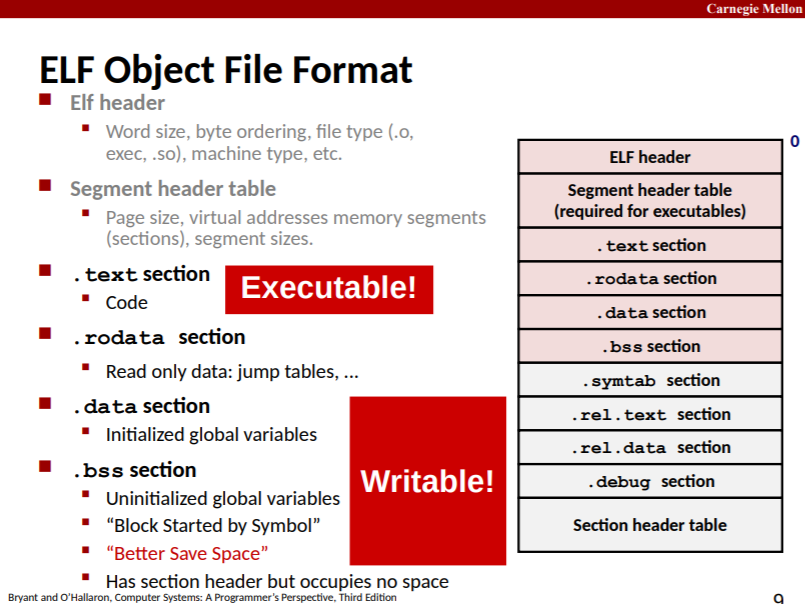 Carnegie Mellon
ELF Object File Format
Elf header
Word size, byte ordering, file type (.o,
exec, .so), machine type, etc.
Segment header table
Page size, virtual addresses memory segments
(sections), segment sizes.
.text section
Executable!
Code
.rodata section
Read only data: jump tables, ...
.data section
Initialized global variables
.bss section
Writable!
Uninitialized global variables
“Block Started by Symbol”
“Better Save Space”
Has section header but occupies no space
0
ELF header
Segment header table
(required for executables)
.text section
.rodata section
.data section
.bss section
.symtab section
.rel.text section
.rel.data section
.debug section
Section header table
Bryant and O’Hallaron, Computer Systems: A Programmer’s Perspective, Third Edition
9